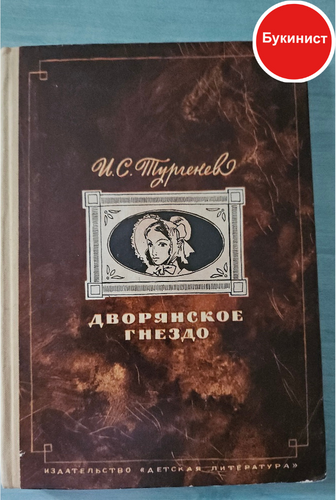 Букинист
И.С.Тургенев
ДВОРЯНСКОЕ
ГНЕЗДО
ИЗДАТЕЛЬСТВО «ДЕТСКАЯ ЛИТЕРАТУРА»